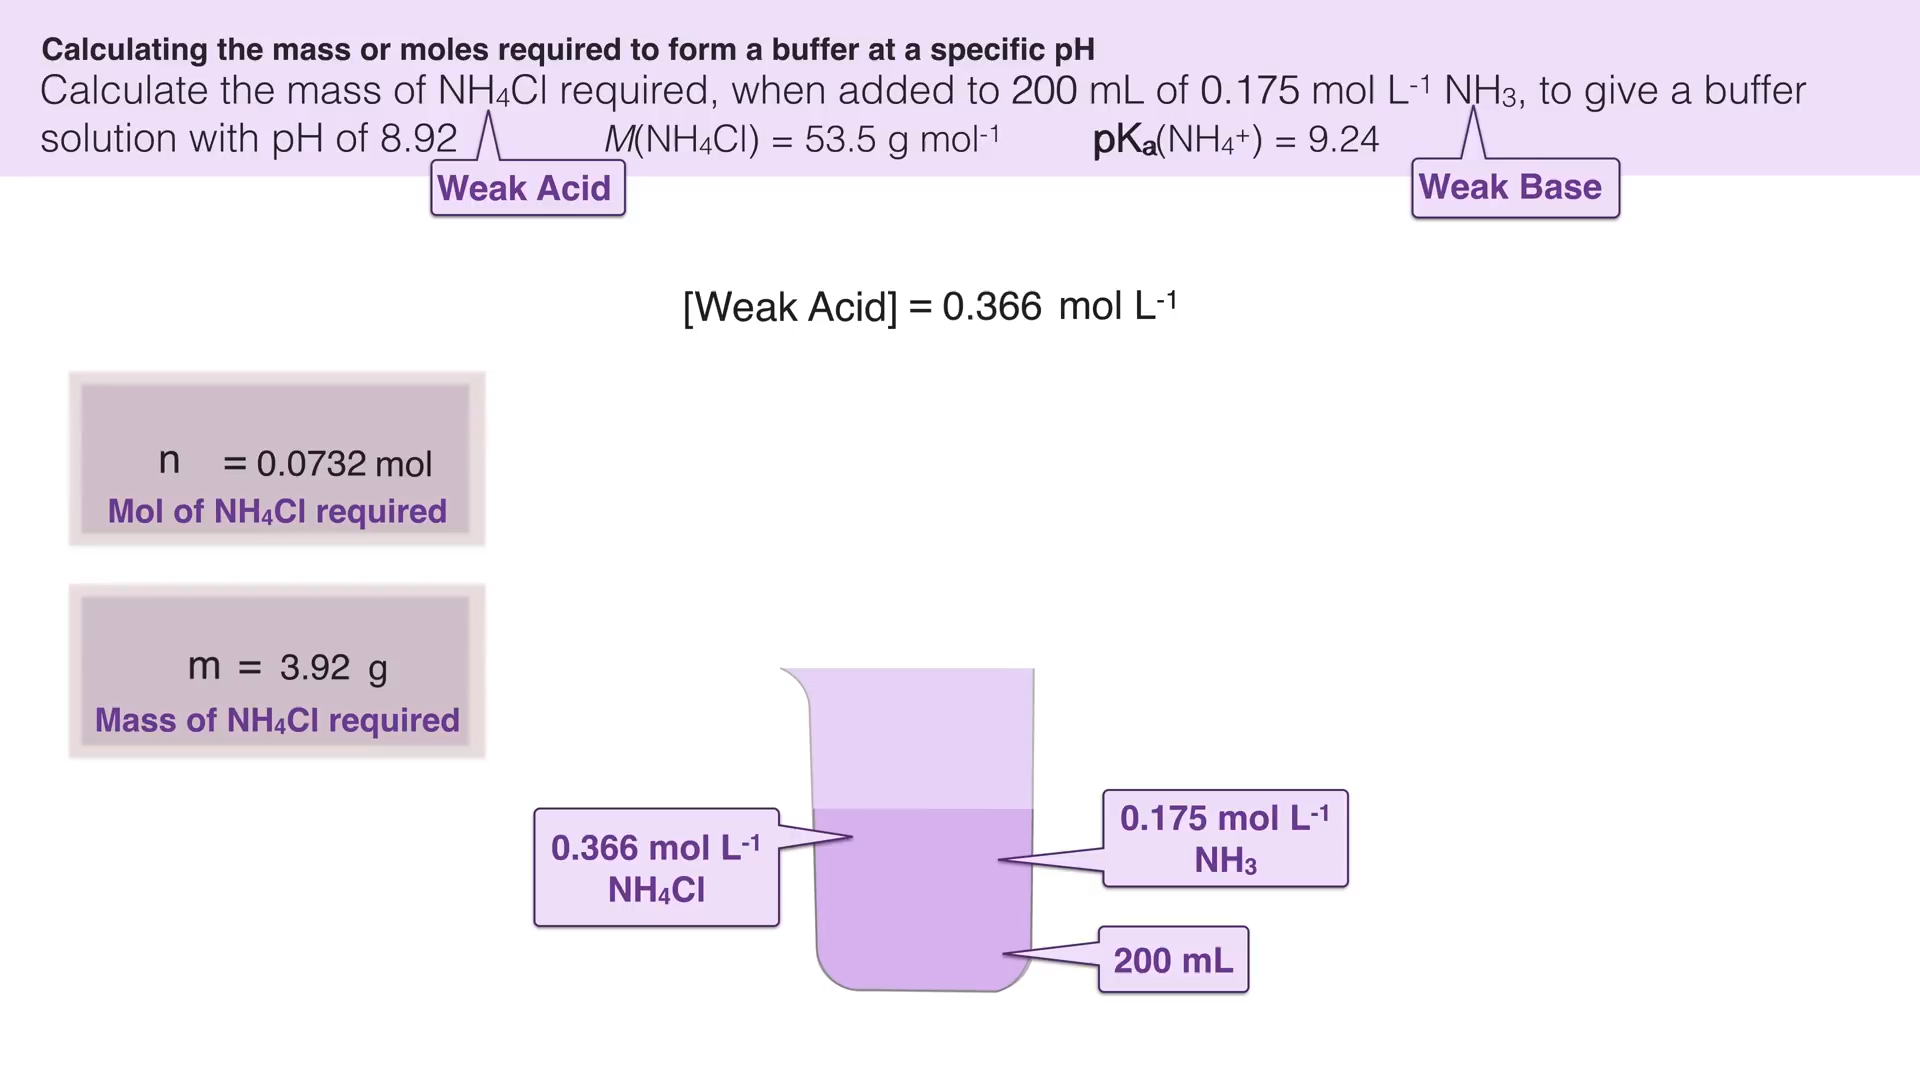 Calculating the mass or moles required to form a buffer at a specific pH
Calculate the mass of NH₄Cl required, when added to 200 mL of 0.175 mol L⁻¹ NH₃, to give a buffer
solution with pH of 8.92 M(NH₄Cl) = 53.5 g mol⁻¹ pKₐ(NH₄⁺) = 9.24
Weak Acid
Weak Base
[Weak Acid] = 0.366 mol L⁻¹
n = 0.0732 mol
Mol of NH₄Cl required
m = 3.92 g
Mass of NH₄Cl required
0.366 mol L⁻¹
NH₄Cl
0.175 mol L⁻¹
NH₃
200 mL